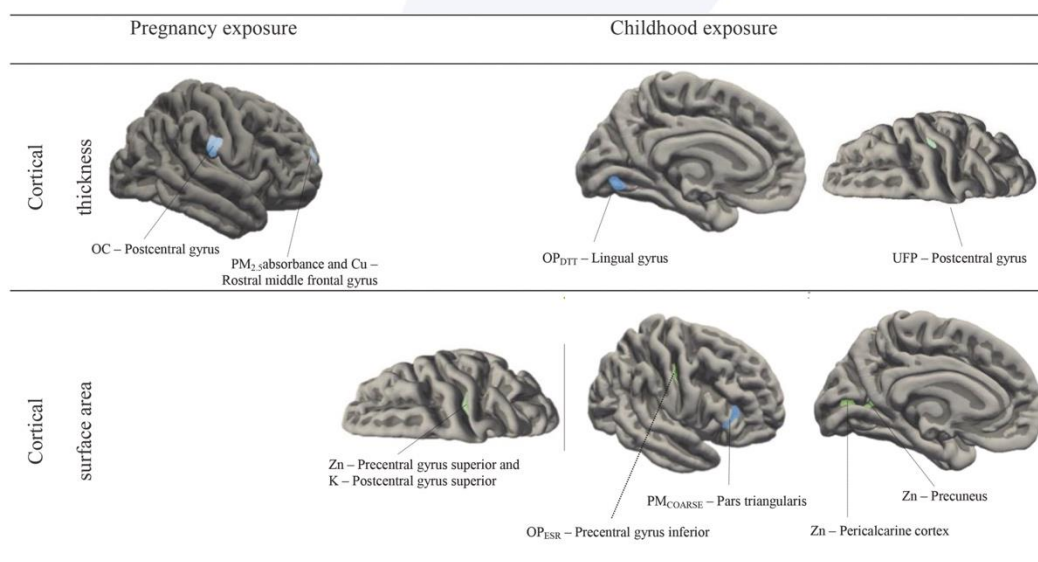 Pregnancy exposure
Childhood exposure
Cortical
thickness
OC – Postcentral gyrus
PM2.5absorbance and Cu –
Rostral middle frontal gyrus
OPDTT – Lingual gyrus
UFP – Postcentral gyrus
Cortical
surface area
Zn – Precentral gyrus superior and
K – Postcentral gyrus superior
PMCOARSE – Pars triangularis
OPESR – Precentral gyrus inferior
Zn – Precuneus
Zn – Pericalcarine cortex